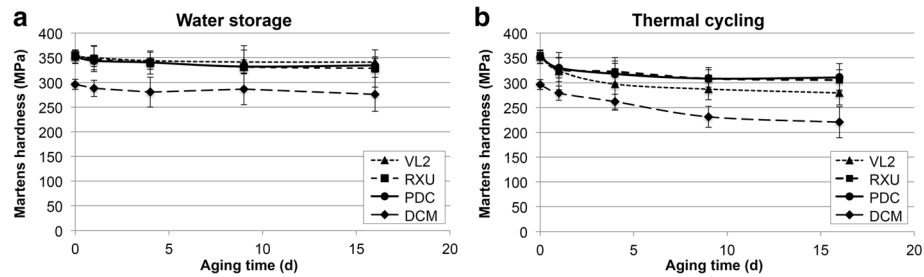 a
Water storage
Martens hardness (MPa)
400
350
300
250
200
150
100
50
0
VL2
RXU
PDC
DCM
0 5 10 15 20
Aging time (d)
b
Thermal cycling
Martens hardness (MPa)
400
350
300
250
200
150
100
50
0
VL2
RXU
PDC
DCM
0 5 10 15 20
Aging time (d)